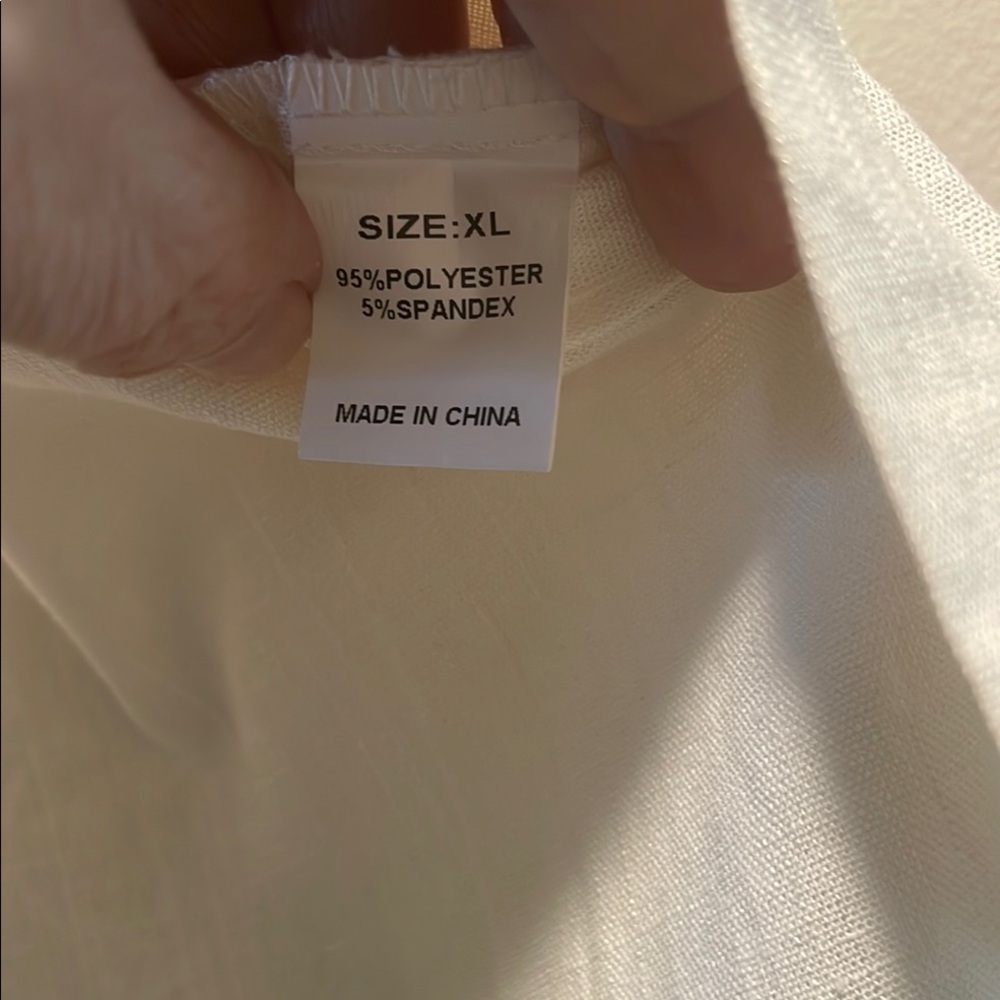 SIZE:XL
95%POLYESTER
5%SPANDEX
MADE IN CHINA